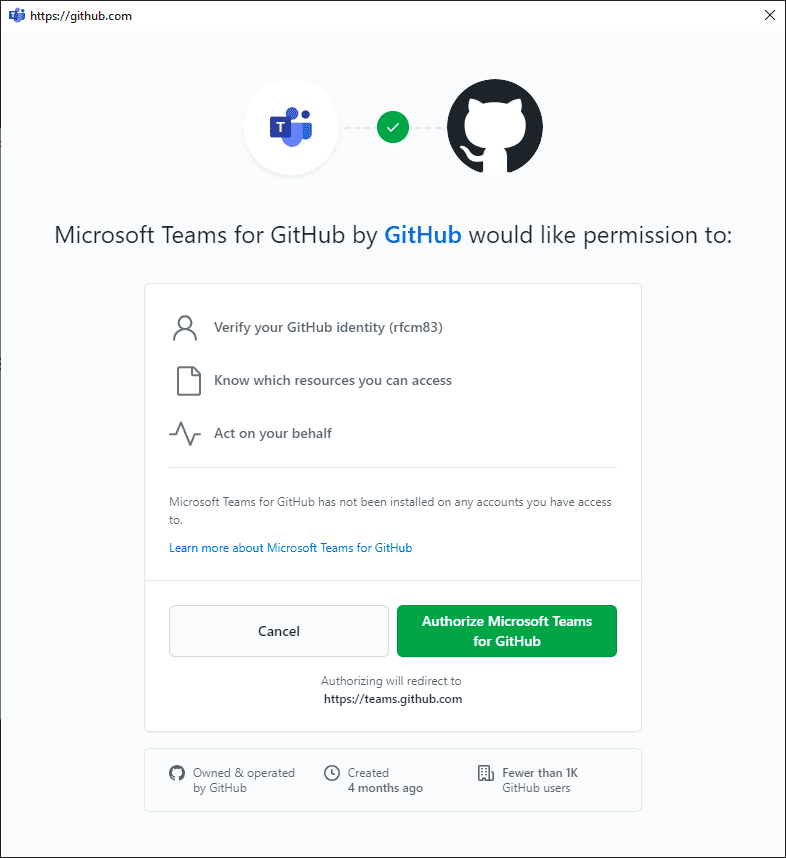 https://github.com
T
Microsoft Teams for GitHub by GitHub would like permission to:
Verify your GitHub identity (rfcm83)
Know which resources you can access
Act on your behalf
Microsoft Teams for GitHub has not been installed on any accounts you have access
to.
Learn more about Microsoft Teams for GitHub
Cancel
Authorize Microsoft Teams
for GitHub
Authorizing will redirect to
https://teams.github.com
Owned & operated
by GitHub
Created
4 months ago
Fewer than 1K
GitHub users